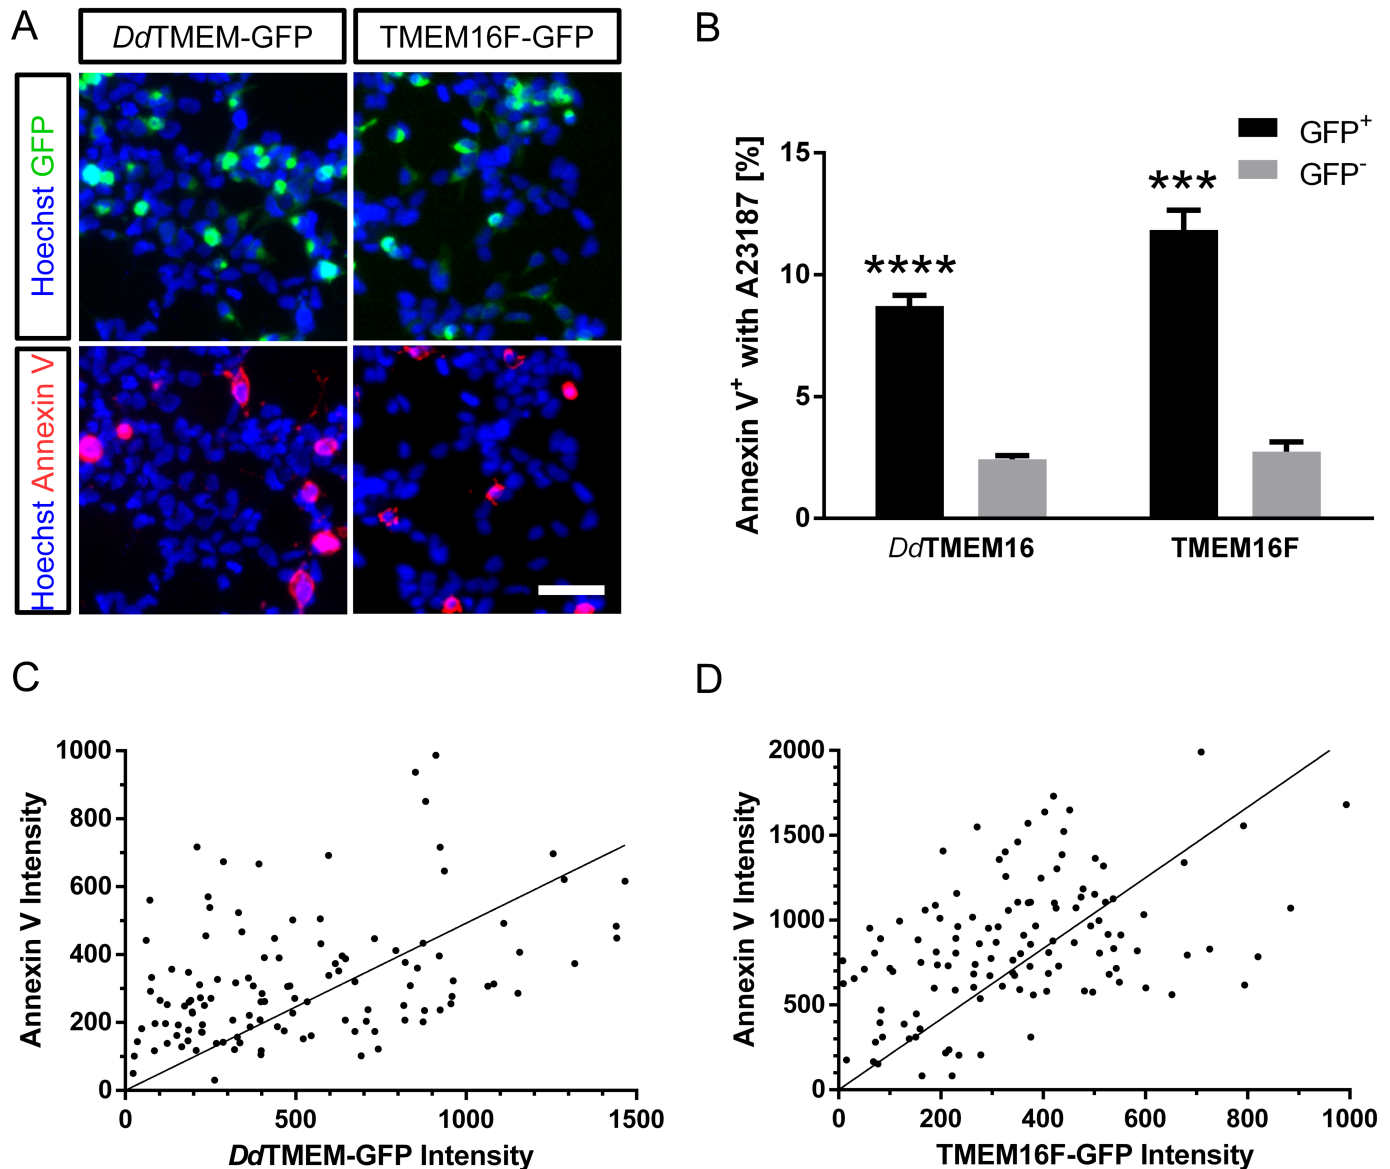 A
DdTMEM-GFP
TMEM16F-GFP
Hoechst GFP
Hoechst Annexin V
B
Annexin V+ with A23187 [%]
15
10
5
0
****
***
GFP+
GFP-
DdTMEM16
TMEM16F
C
Annexin V Intensity
1000
800
600
400
200
0
0 500 1000 1500
DdTMEM-GFP Intensity
D
Annexin V Intensity
2000
1500
1000
500
0
0 200 400 600 800 1000
TMEM16F-GFP Intensity